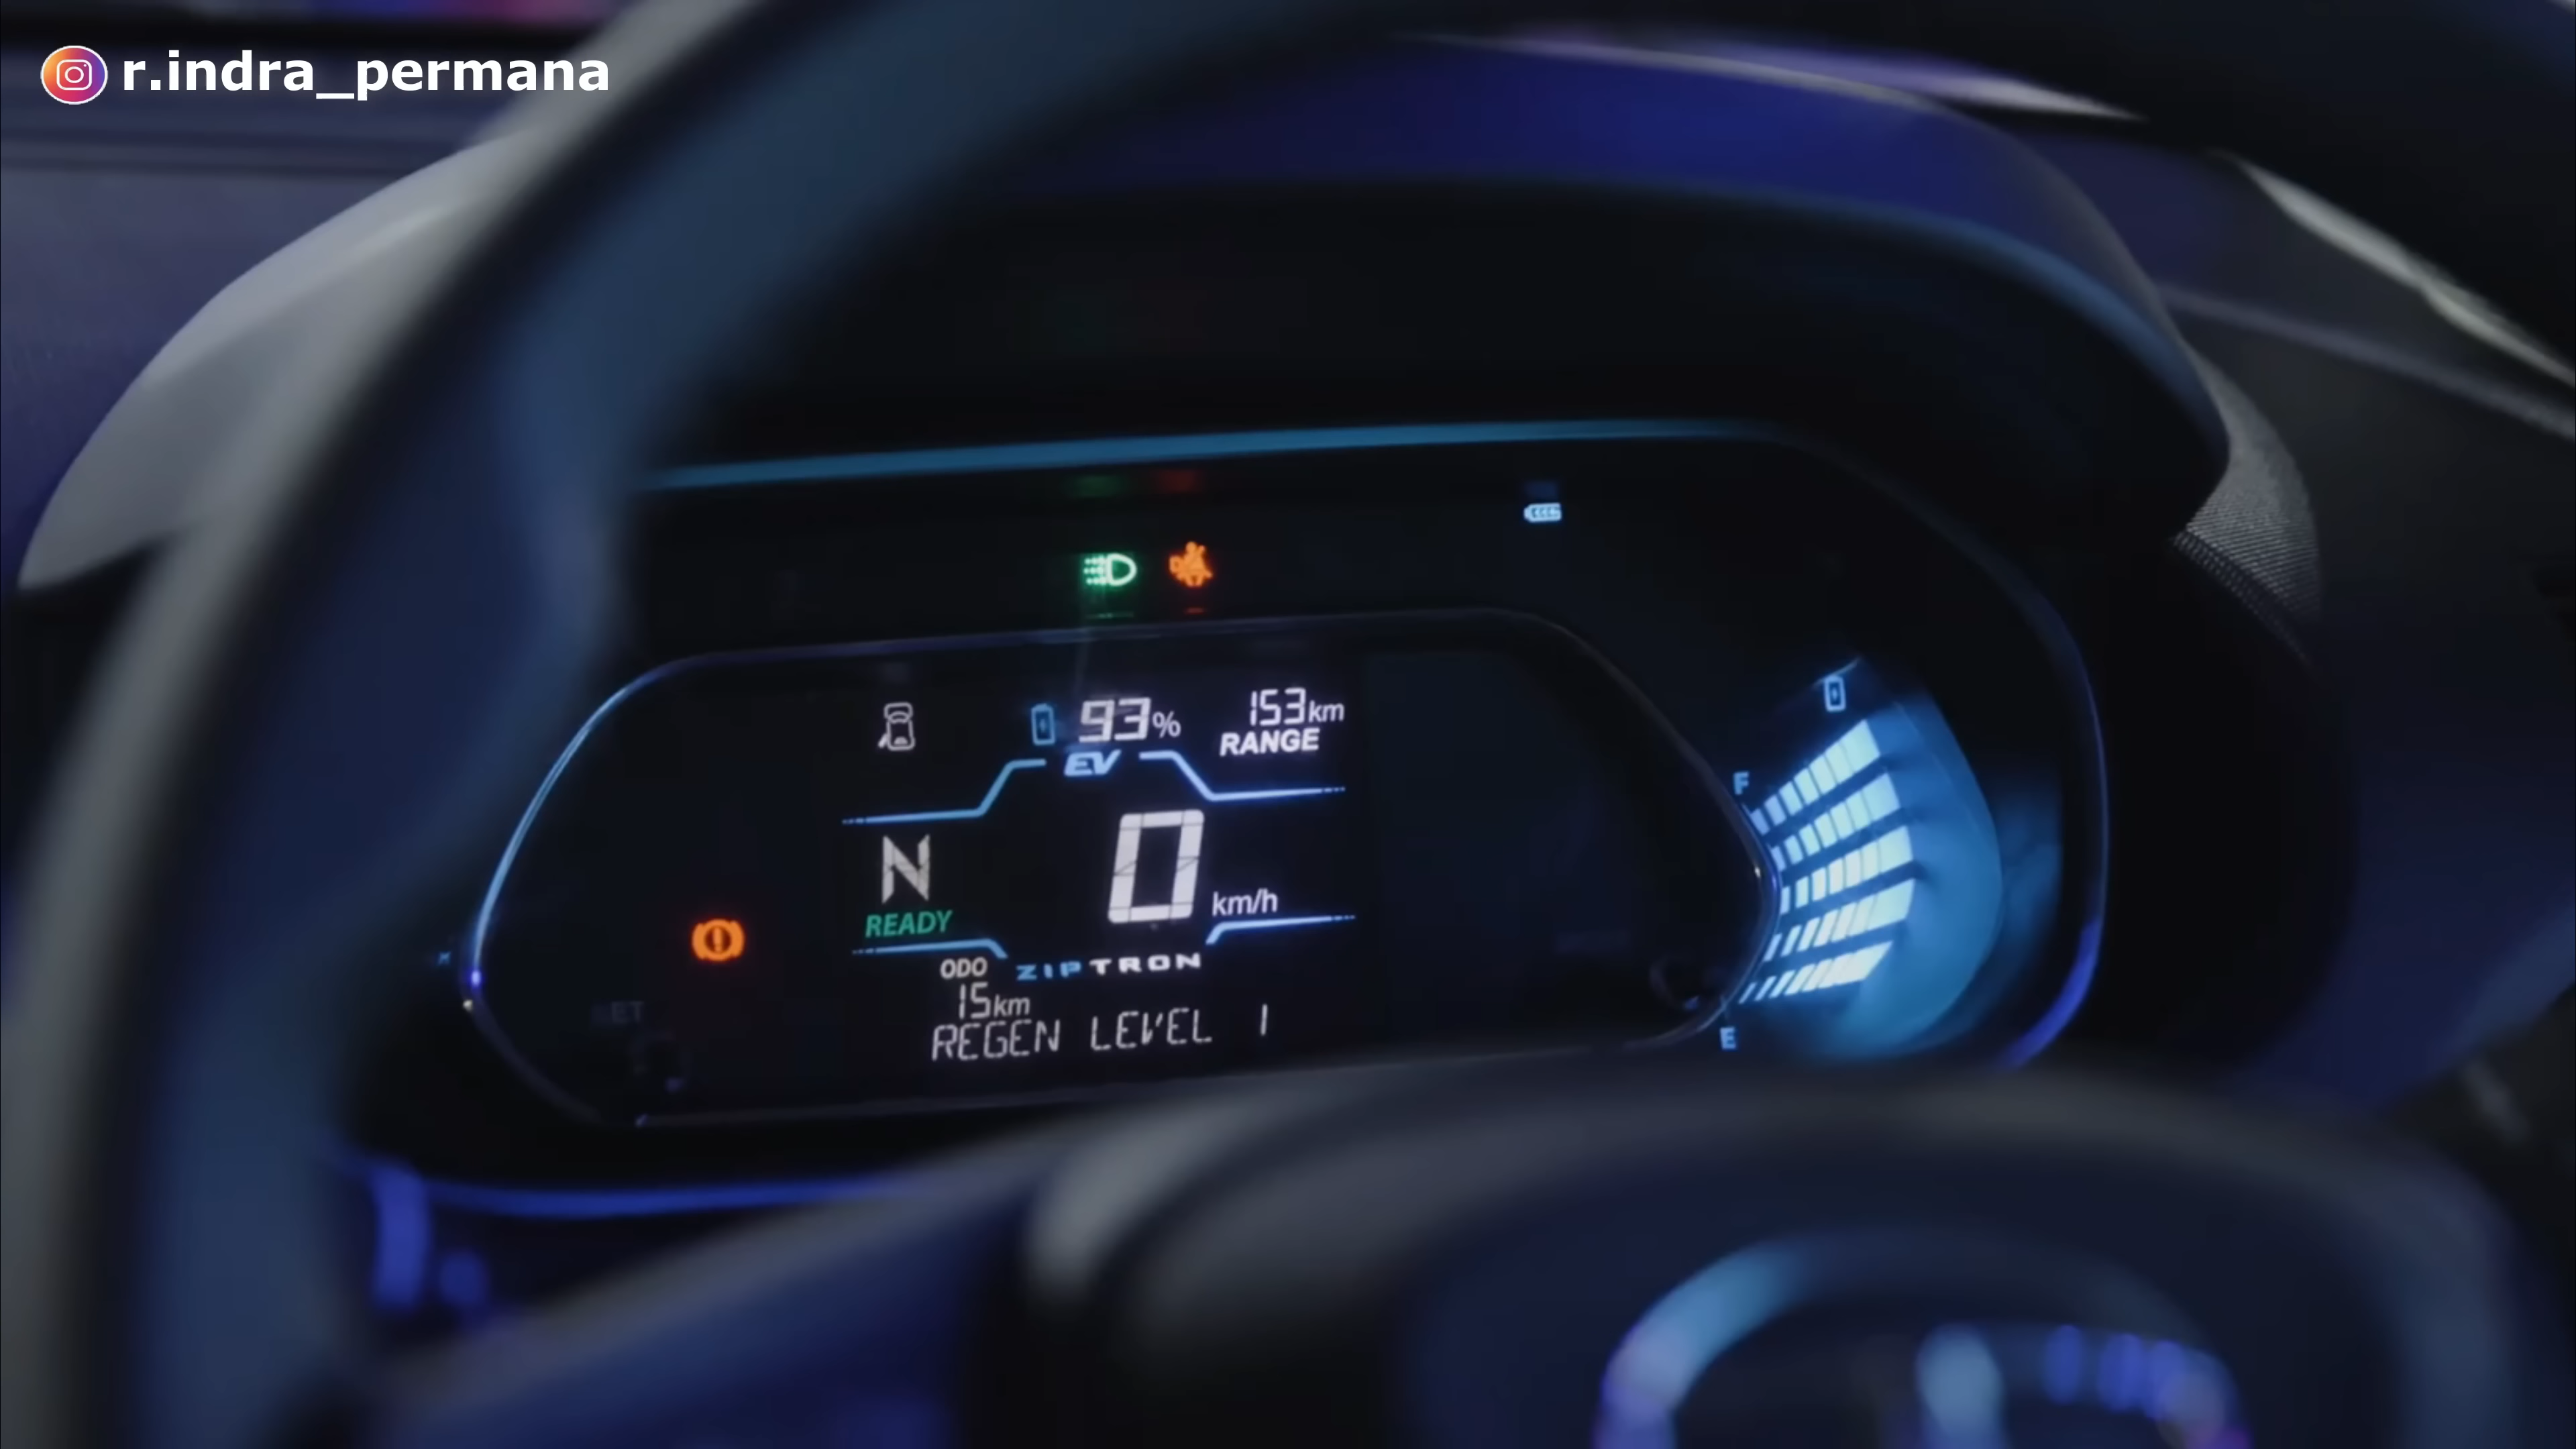 r.indra_permana
93% 153km
RANGE
EV
N 0 km/h
READY
ODO ZIPTRON
15km
REGEN LEVEL 1
F
E